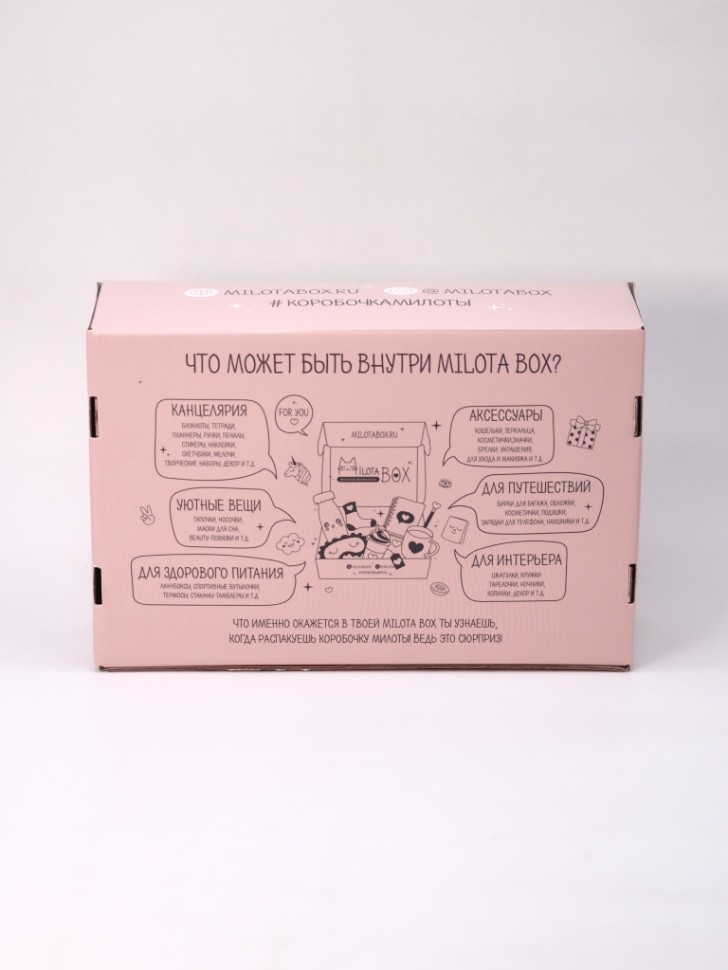 MILOTABOX.RU @ MILOTABOX
#КОРОБОЧКАМИЛОТЫ
ЧТО МОЖЕТ БЫТЬ ВНУТРИ MILOTA BOX?
КАНЦЕЛЯРИЯ
БЛОКНОТЫ, ТЕТРАДИ,
ПЛАННЕРЫ, РУЧКИ, ПЕНАЛЫ,
СТИКЕРЫ, НАКЛЕЙКИ,
СКЕТЧБУКИ, МЕЛОЧИ,
ТВОРЧЕСКИЕ НАБОРЫ, ДЕКОР И Т.Д.
FOR YOU
УЮТНЫЕ ВЕЩИ
ТАПОЧКИ, НОСОЧКИ,
МАСКИ ДЛЯ СНА,
BEAUTY-ПОВЯЗКИ И Т.Д.
ДЛЯ ЗДОРОВОГО ПИТАНИЯ
ЛАНЧБОКСЫ, СПОРТИВНЫЕ БУТЫЛОЧКИ,
ТЕРМОСЫ, СТАКАНЫ ТАМБЛЕРЫ И Т.Д.
MILOTABOX.RU
MILOTA
BOX
АКСЕССУАРЫ
КОШЕЛЬКИ, ЗЕРКАЛЬЦА,
КОСМЕТИЧКИ,ЗНАЧКИ,
БРЕЛКИ, УКРАШЕНИЯ,
ДЛЯ УХОДА И МАКИЯЖА И Т.Д.
ДЛЯ ПУТЕШЕСТВИЙ
БИРКИ ДЛЯ БАГАЖА, ОБЛОЖКИ,
КОСМЕТИЧКИ, ПОДУШКИ,
ЗАРЯДКИ ДЛЯ ТЕЛЕФОНА, НАУШНИКИ И Т.Д.
ДЛЯ ИНТЕРЬЕРА
ШКАТУЛКИ, КРУЖКИ
ТАРЕЛОЧКИ, НОЧНИКИ,
КОПИЛКИ, ДЕКОР И Т.Д.
ЧТО ИМЕННО ОКАЖЕТСЯ В ТВОЕЙ MILOTA BOX ТЫ УЗНАЕШЬ,
КОГДА РАСПАКУЕШЬ КОРОБОЧКУ МИЛОТЫ! ВЕДЬ ЭТО СЮРПРИЗ!